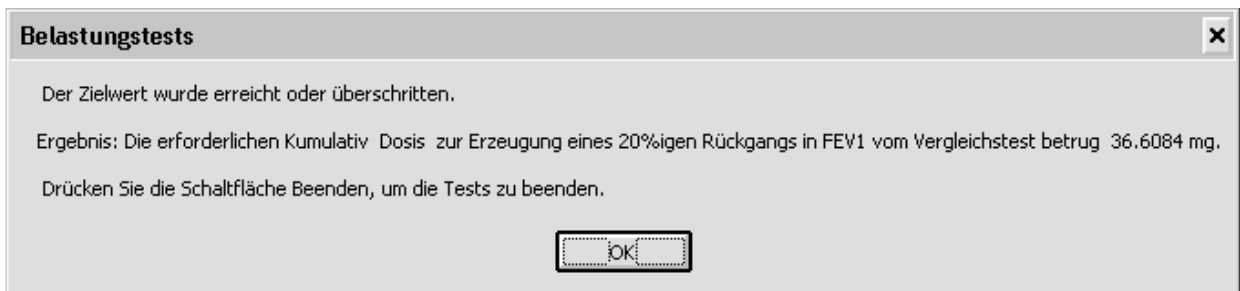 Belastungstests
Der Zielwert wurde erreicht oder überschritten.
Ergebnis: Die erforderlichen Kumulativ Dosis zur Erzeugung eines 20%igen Rückgangs in FEV1 vom Vergleichstest betrug 36.6084 mg.
Drücken Sie die Schaltfläche Beenden, um die Tests zu beenden.
OK